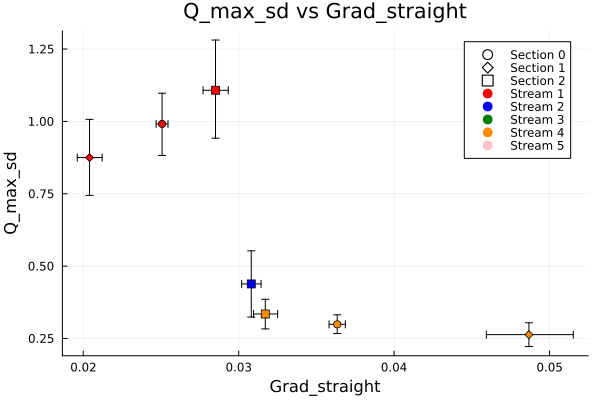 Q_max_sd vs Grad_straight
Q_max_sd
1.25
1.00
0.75
0.50
0.25
Section 0
Section 1
Section 2
Stream 1
Stream 2
Stream 3
Stream 4
Stream 5
0.02
0.03
0.04
0.05
Grad_straight